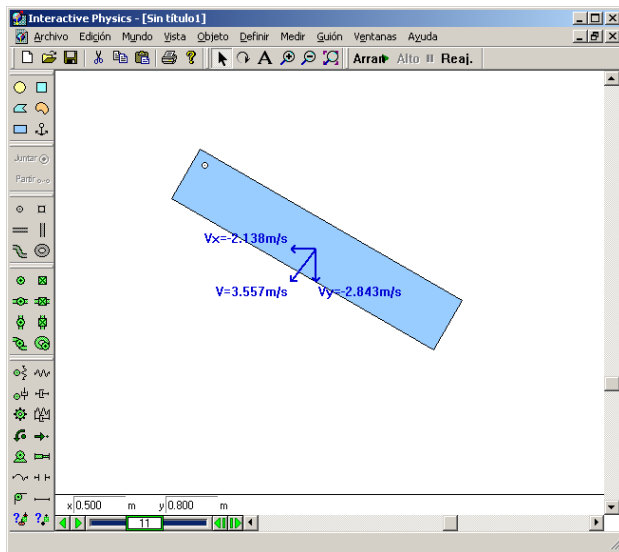 Interactive Physics - [Sin título1]
Archivo Edición Mundo Vista Objeto Definir Medir Guión Ventanas Ayuda
A Arran Alto Reaj.
Juntar
Partir
Vx=-2.138m/s
V=3.557m/s Vy=-2.843m/s
x 0.500 m y 0.800 m
11